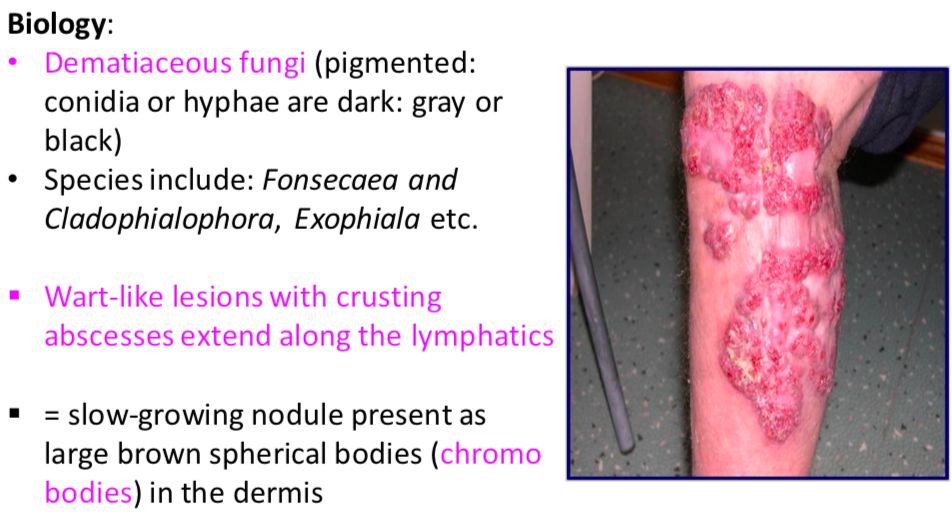 Biology:
• Dematiaceous fungi (pigmented:
conidia or hyphae are dark: gray or
black)
• Species include: Fonsecaea and
Cladophialophora, Exophiala etc.
▪ Wart-like lesions with crusting
abscesses extend along the lymphatics
▪ = slow-growing nodule present as
large brown spherical bodies (chromo
bodies) in the dermis